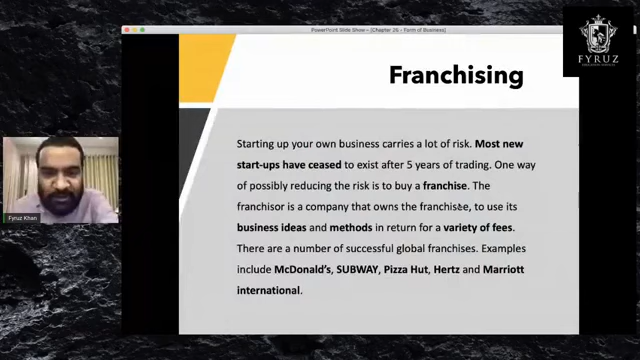 PowerPoint Slide Show - [Chapter 26 - Form of Business]
FYRUZ
Franchising
Starting up your own business carries a lot of risk. Most new
start-ups have ceased to exist after 5 years of trading. One way
of possibly reducing the risk is to buy a franchise. The
franchisor is a company that owns the franchise, to use its
business ideas and methods in return for a variety of fees.
There are a number of successful global franchises. Examples
include McDonald's, SUBWAY, Pizza Hut, Hertz and Marriott
international.
Fyruz Khan